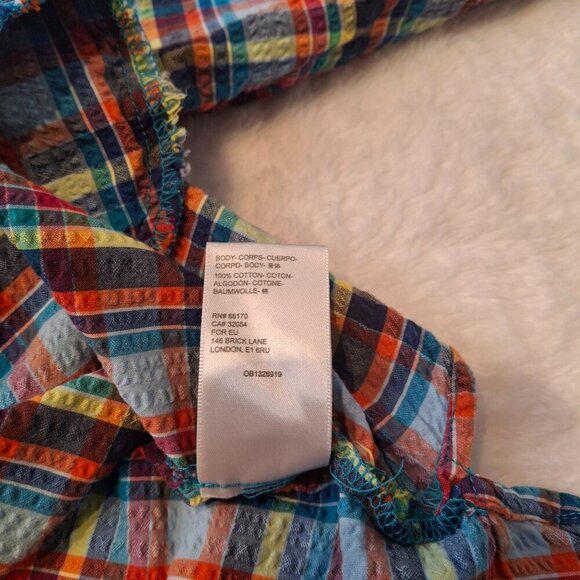 BODY- CORPS- CUERPO-
CORPO- BODY- 身体
100% COTTON- COTON-
ALGODÓN- COTONE-
BAUMWOLLE- 棉
RN# 66170
CA# 32054
FOR EU
146 BRICK LANE
LONDON, E1 6RU
OB1326919